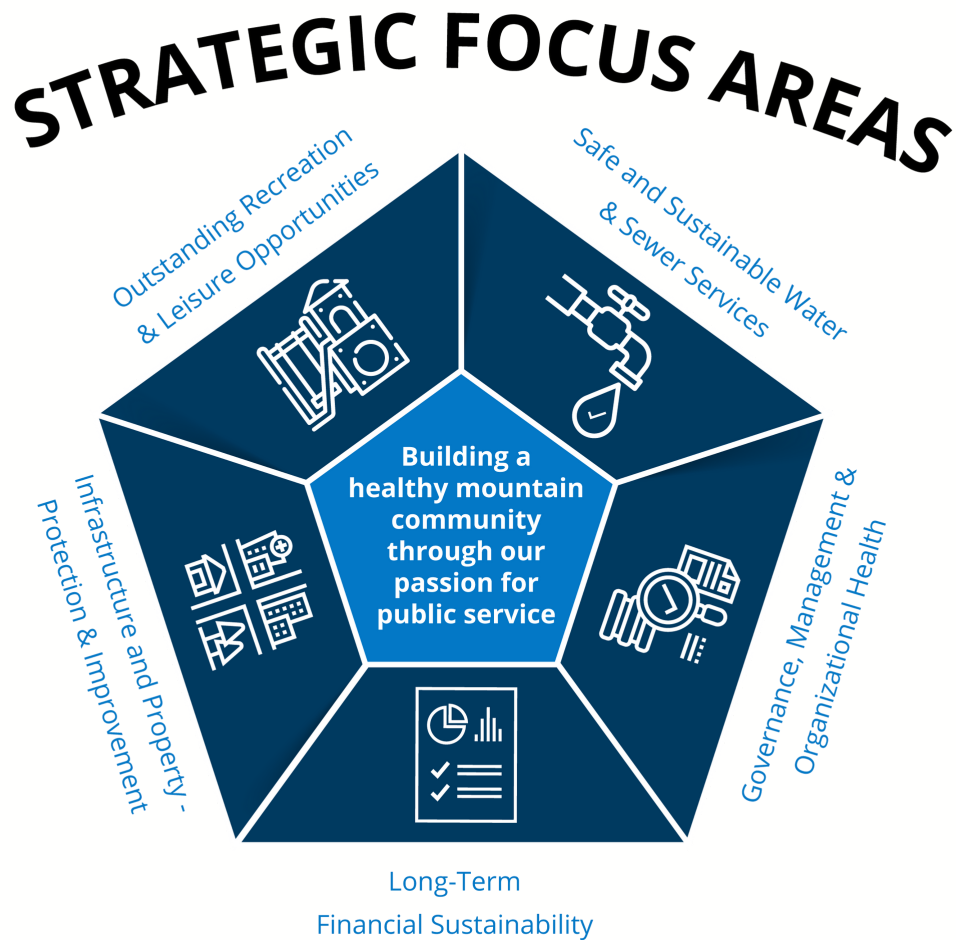 STRATEGIC FOCUS AREAS
Outstanding Recreation
& Leisure Opportunities
Safe and Sustainable Water
& Sewer Services
Building a
healthy mountain
community
through our
passion for
public service
Infrastructure and Property -
Protection & Improvement
Governance, Management &
Organizational Health
Long-Term
Financial Sustainability